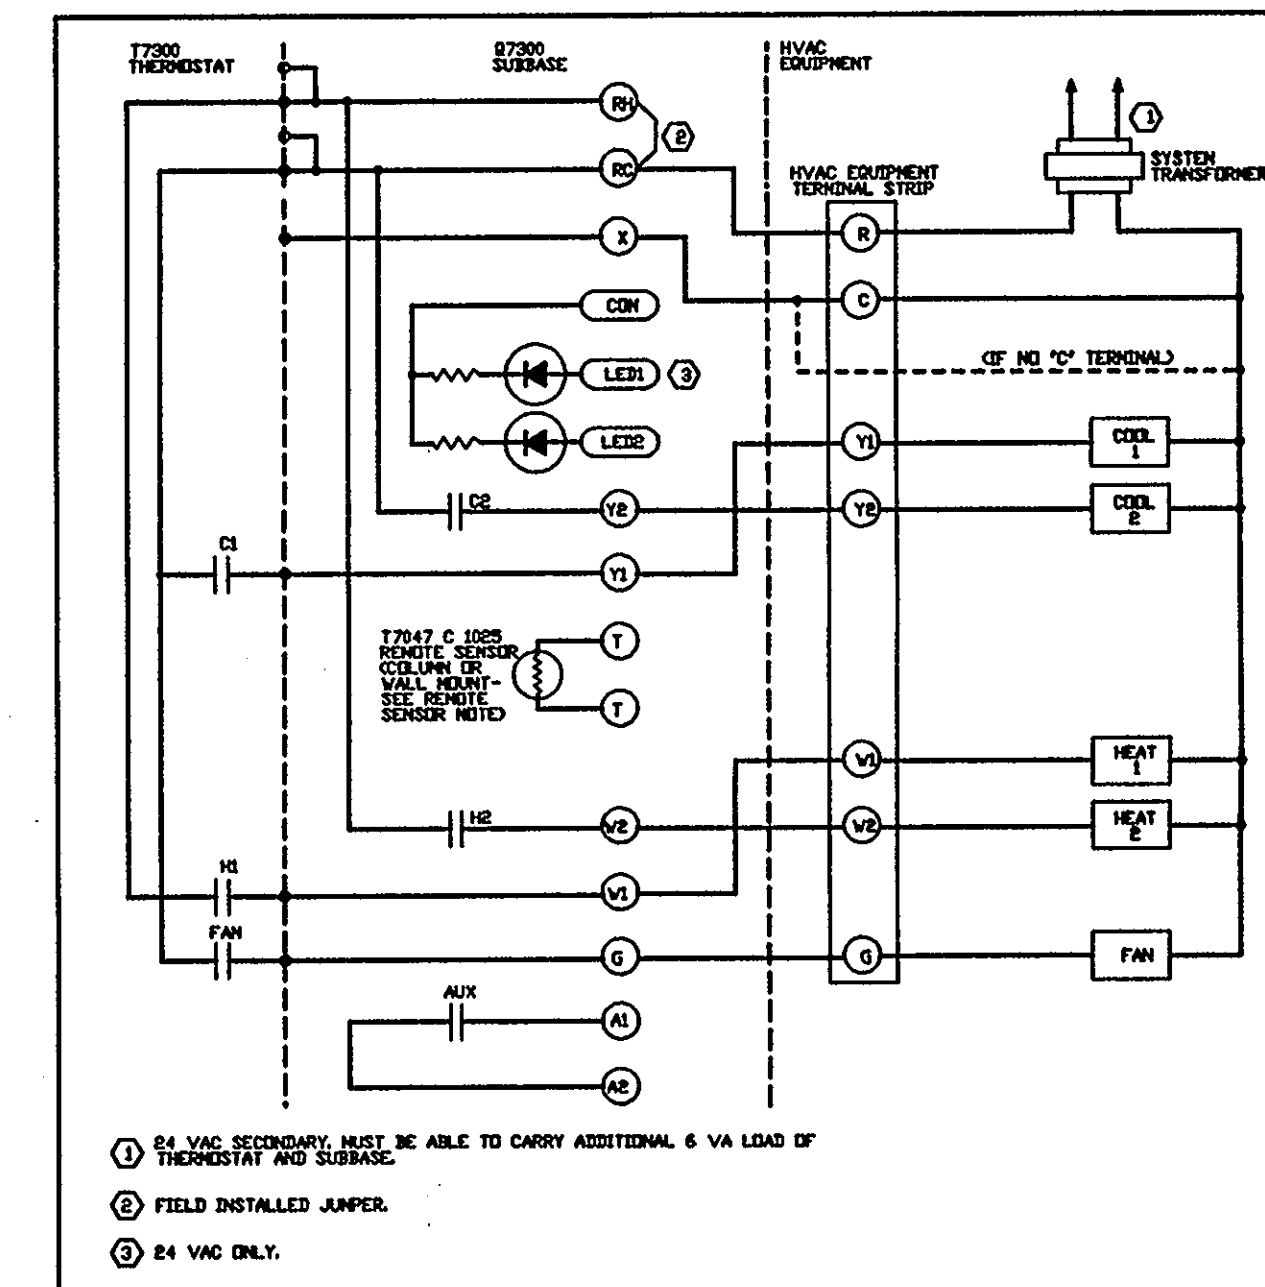 T7300
THERMOSTAT
Q7300
SUBBASE
HVAC
EQUIPMENT
RH
2
1
RC
SYSTEM
TRANSFORMER
HVAC EQUIPMENT
TERMINAL STRIP
X
R
COM
C
(IF NO "C" TERMINAL)
LED1
3
LED2
Y1
COOL
1
C2
Y2
Y2
COOL
2
C1
Y1
T7047 C 1025
REMOTE SENSOR
(COLUMN OR
WALL MOUNT-
SEE REMOTE
SENSOR NOTE)
T
T
W1
HEAT
1
H2
W2
W2
HEAT
2
H1
W1
FAN
G
G
FAN
AUX
A1
A2
1 24 VAC SECONDARY. MUST BE ABLE TO CARRY ADDITIONAL 6 VA LOAD OF
THERMOSTAT AND SUBBASE.
2 FIELD INSTALLED JUMPER.
3 24 VAC ONLY.